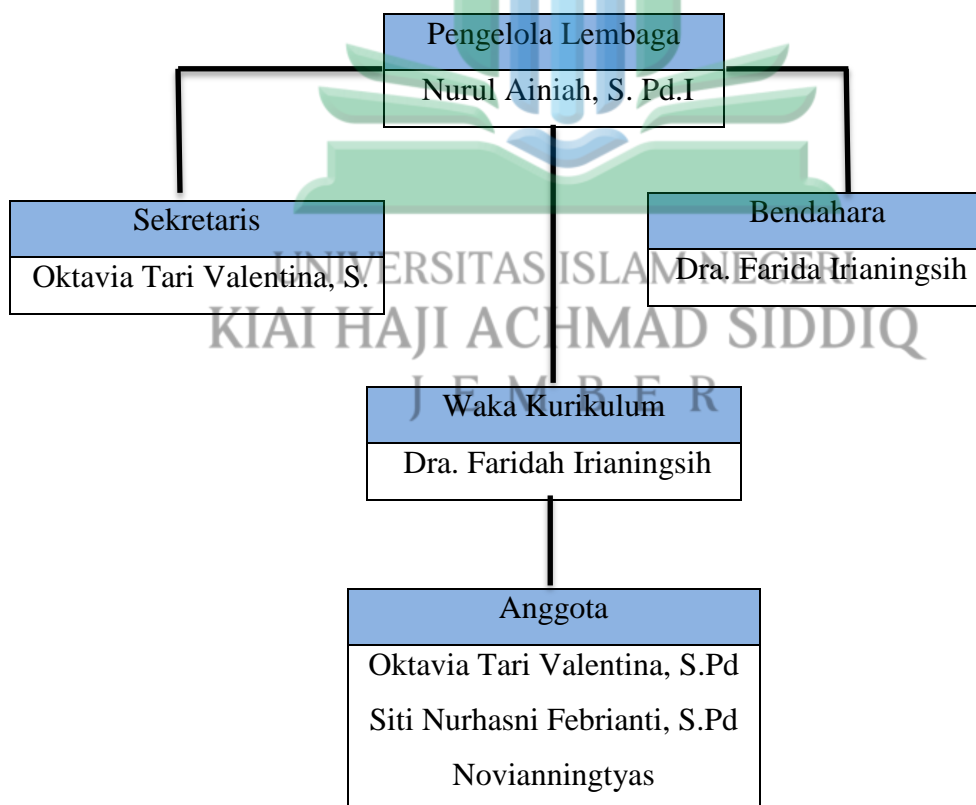 Pengelola Lembaga
Nurul Ainiah, S. Pd.I
Sekretaris
Oktavia Tari Valentina, S.
Bendahara
Dra. Farida Irianingsih
UNIVERSITAS ISLAM NEGERI
KIAI HAJI ACHMAD SIDDIQ
JEMBER
Waka Kurikulum
Dra. Faridah Irianingsih
Anggota
Oktavia Tari Valentina, S.Pd
Siti Nurhasni Febrianti, S.Pd
Novianningtyas